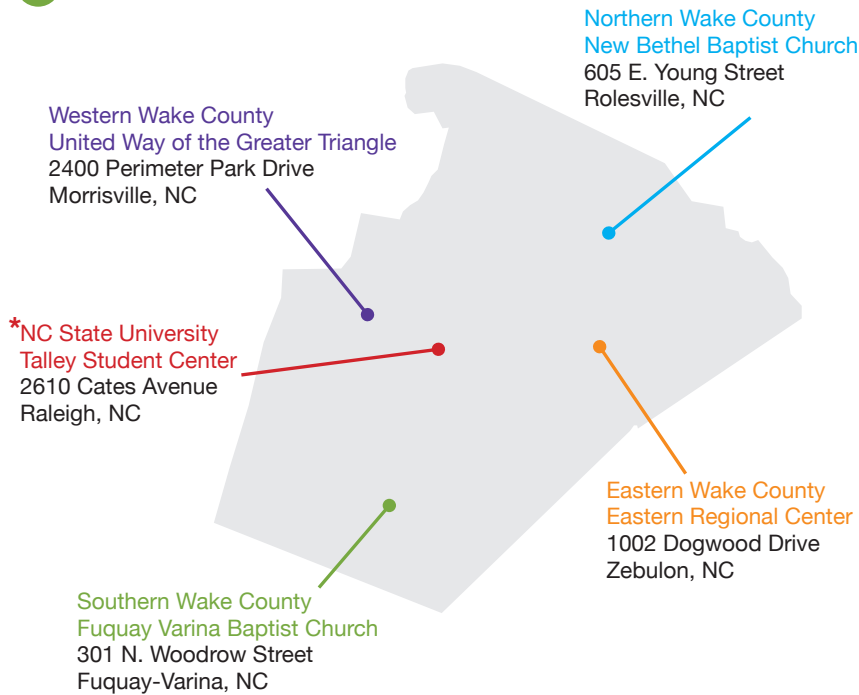 Northern Wake County
New Bethel Baptist Church
605 E. Young Street
Rolesville, NC
Western Wake County
United Way of the Greater Triangle
2400 Perimeter Park Drive
Morrisville, NC
*NC State University
Talley Student Center
2610 Cates Avenue
Raleigh, NC
Eastern Wake County
Eastern Regional Center
1002 Dogwood Drive
Zebulon, NC
Southern Wake County
Fuquay Varina Baptist Church
301 N. Woodrow Street
Fuquay-Varina, NC